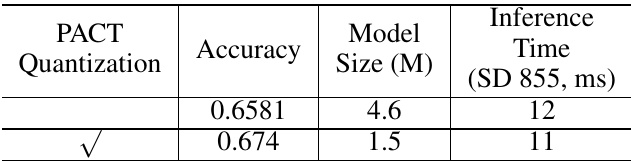 PACT Quantization | Accuracy | Model Size (M) | Inference Time (SD 855, ms)
 | 0.6581 | 4.6 | 12
√ | 0.674 | 1.5 | 11